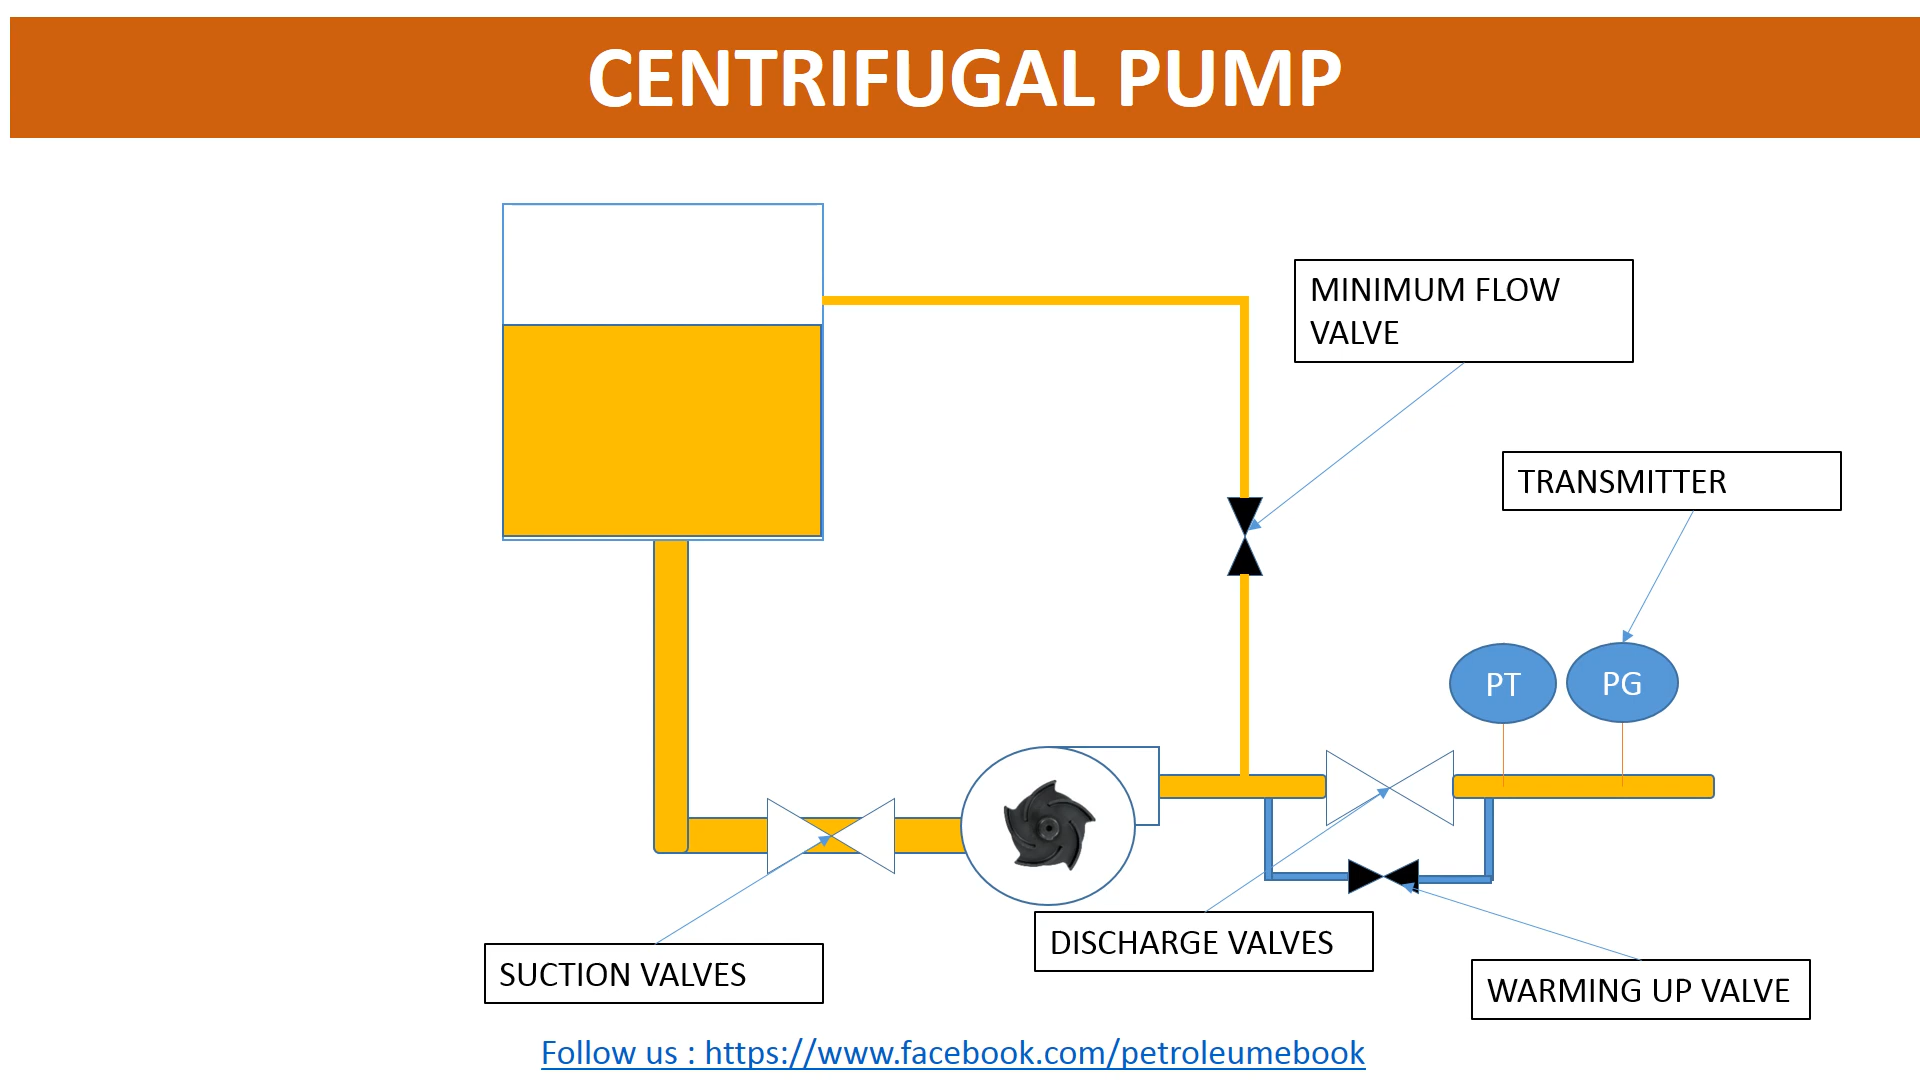 CENTRIFUGAL PUMP
MINIMUM FLOW
VALVE
TRANSMITTER
PT
PG
DISCHARGE VALVES
SUCTION VALVES
WARMING UP VALVE
Follow us : https://www.facebook.com/petroleumebook